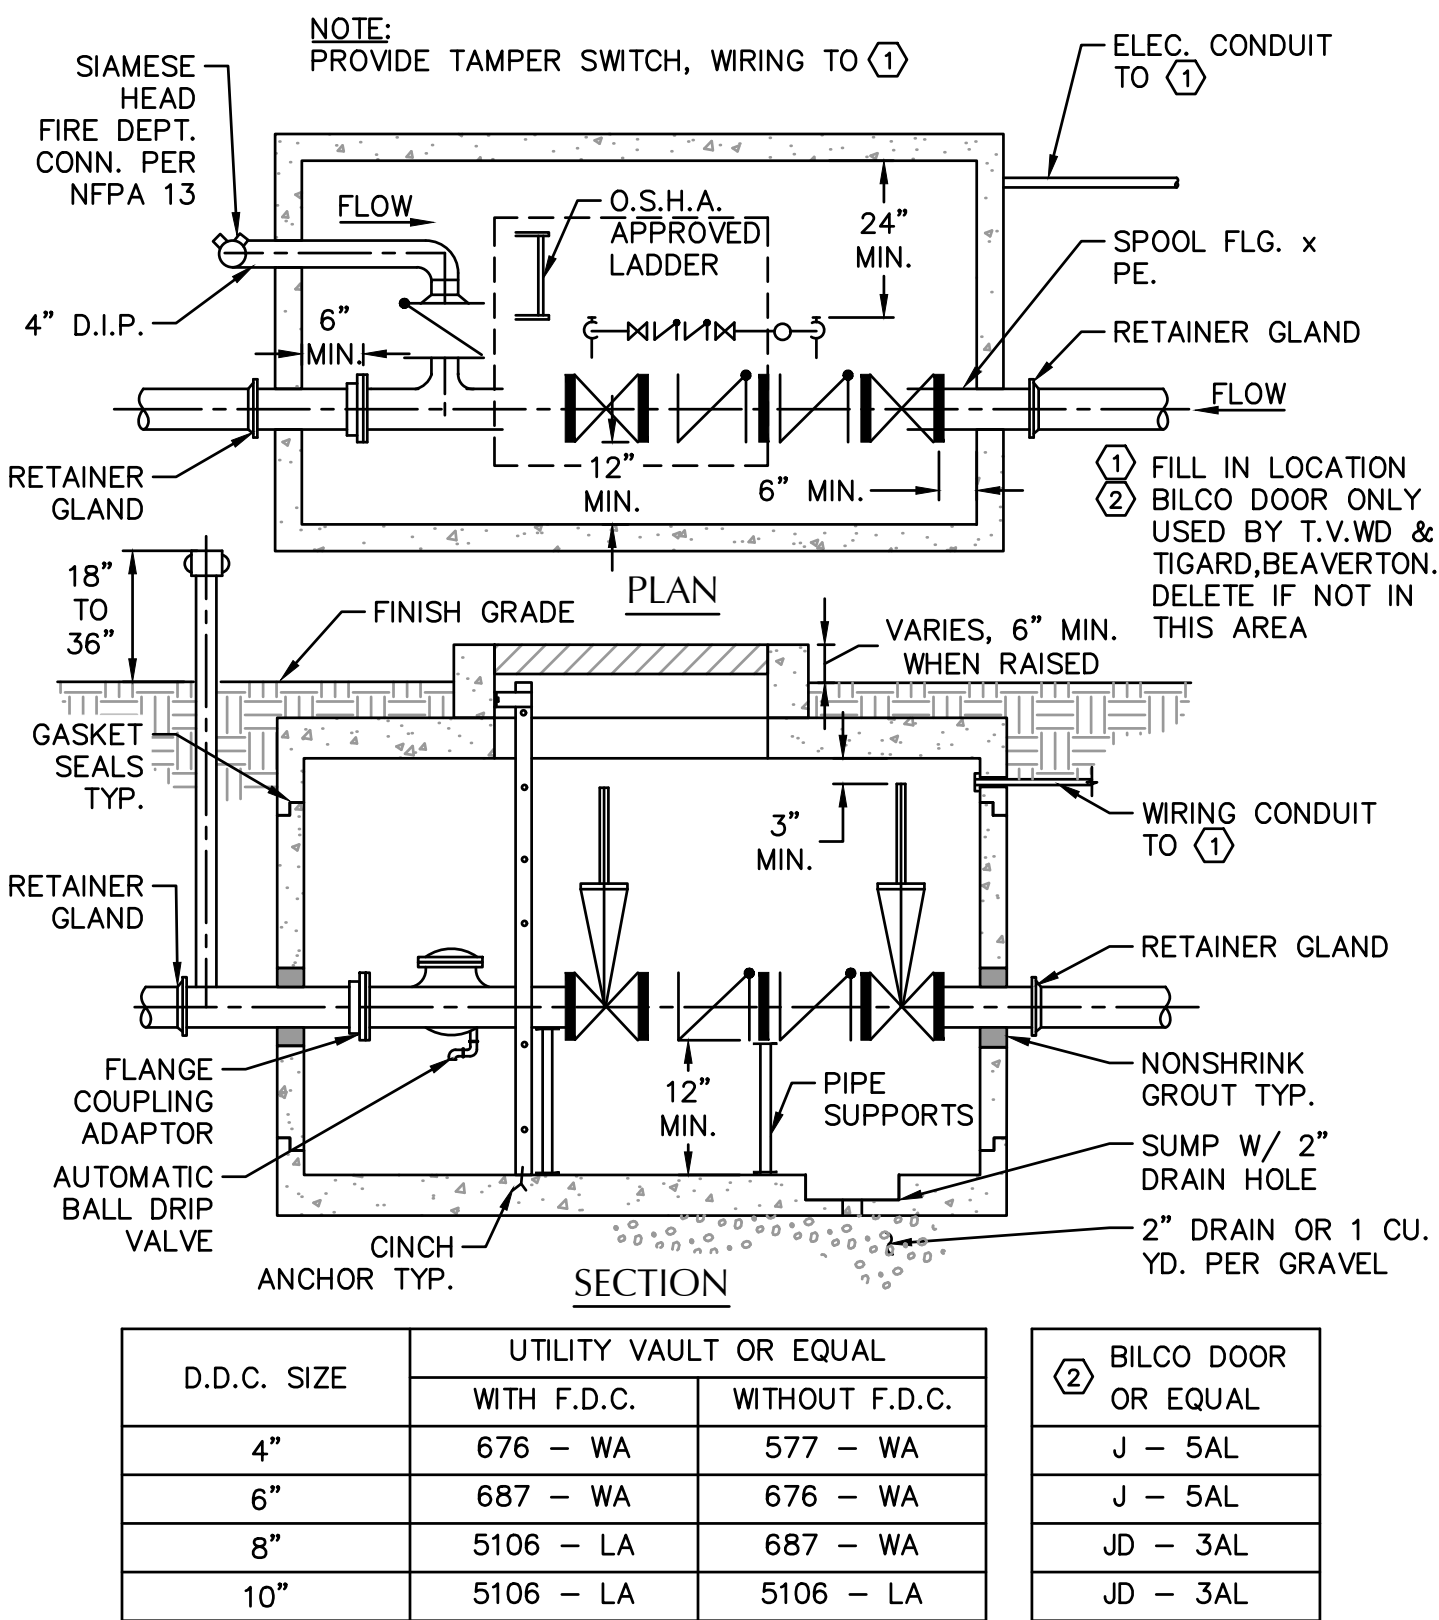 NOTE:
PROVIDE TAMPER SWITCH, WIRING TO 1
SIAMESE
HEAD
FIRE DEPT.
CONN. PER
NFPA 13
ELEC. CONDUIT
TO 1
FLOW
O.S.H.A.
APPROVED
LADDER
24"
MIN.
SPOOL FLG. x
PE.
4" D.I.P.
6"
MIN.
RETAINER GLAND
FLOW
RETAINER
GLAND
12"
MIN.
6" MIN.
1 FILL IN LOCATION
2 BILCO DOOR ONLY
USED BY T.V.WD &
TIGARD,BEAVERTON.
DELETE IF NOT IN
THIS AREA
PLAN
18"
TO
36"
FINISH GRADE
VARIES, 6" MIN.
WHEN RAISED
GASKET
SEALS
TYP.
3"
MIN.
WIRING CONDUIT
TO 1
RETAINER
GLAND
RETAINER GLAND
FLANGE
COUPLING
ADAPTOR
12"
MIN.
PIPE
SUPPORTS
NONSHRINK
GROUT TYP.
AUTOMATIC
BALL DRIP
VALVE
SUMP W/ 2"
DRAIN HOLE
CINCH
ANCHOR TYP.
2" DRAIN OR 1 CU.
YD. PER GRAVEL
SECTION
D.D.C. SIZE
UTILITY VAULT OR EQUAL
WITH F.D.C. WITHOUT F.D.C.
2 BILCO DOOR
OR EQUAL
4" 676 – WA 577 – WA J – 5AL
6" 687 – WA 676 – WA J – 5AL
8" 5106 – LA 687 – WA JD – 3AL
10" 5106 – LA 5106 – LA JD – 3AL